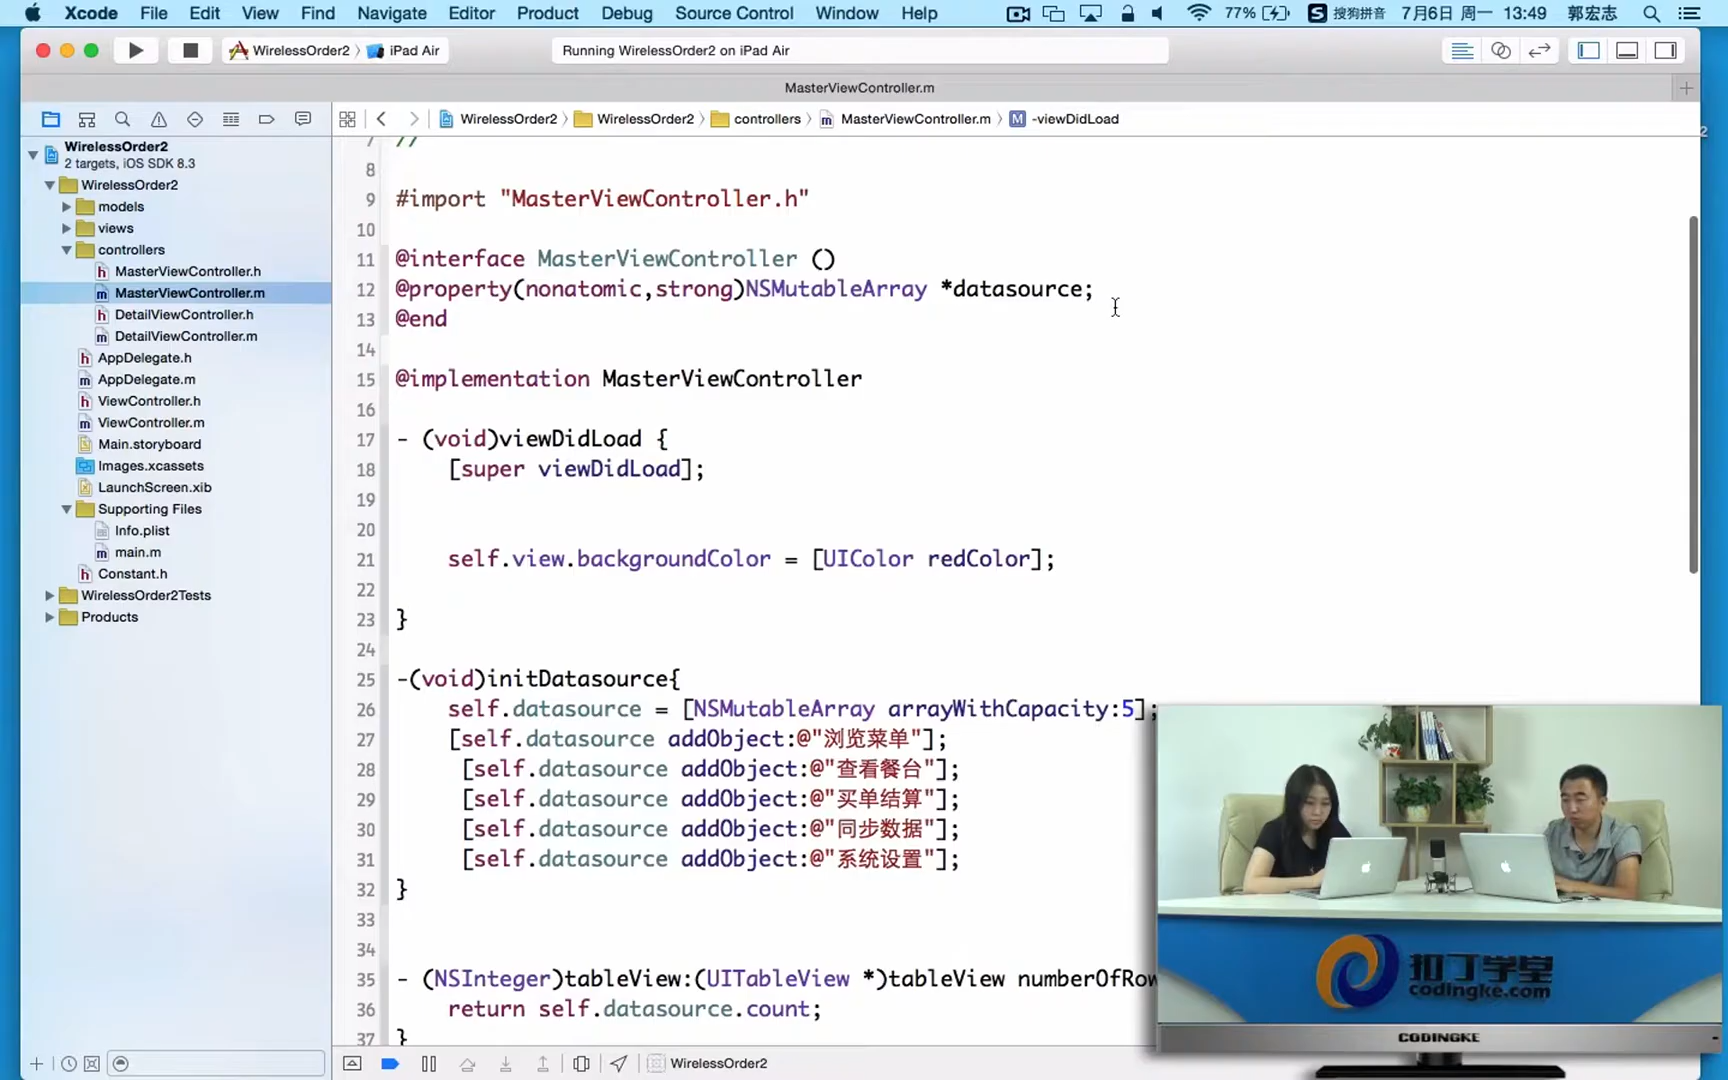 Xcode File Edit View Find Navigate Editor Product Debug Source Control Window Help 77% S 搜狗拼音 7月6日 周一 13:49 郭宏志
WirelessOrder2 iPad Air Running WirelessOrder2 on iPad Air
MasterViewController.m
WirelessOrder2 WirelessOrder2 controllers MasterViewController.m M -viewDidLoad
2
WirelessOrder2
2 targets, iOS SDK 8.3
WirelessOrder2
models
views
controllers
h MasterViewController.h
m MasterViewController.m
h DetailViewController.h
m DetailViewController.m
h AppDelegate.h
m AppDelegate.m
h ViewController.h
m ViewController.m
Main.storyboard
Images.xcassets
LaunchScreen.xib
Supporting Files
Info.plist
m main.m
h Constant.h
WirelessOrder2Tests
Products
7 //
8
9 #import "MasterViewController.h"
10
11 @interface MasterViewController ()
12 @property(nonatomic,strong)NSMutableArray *datasource;
13 @end
14
15 @implementation MasterViewController
16
17 - (void)viewDidLoad {
18 [super viewDidLoad];
19
20
21 self.view.backgroundColor = [UIColor redColor];
22
23 }
24
25 -(void)initDatasource{
26 self.datasource = [NSMutableArray arrayWithCapacity:5];
27 [self.datasource addObject:@"浏览菜单"];
28 [self.datasource addObject:@"查看餐台"];
29 [self.datasource addObject:@"买单结算"];
30 [self.datasource addObject:@"同步数据"];
31 [self.datasource addObject:@"系统设置"];
32 }
33
34
35 - (NSInteger)tableView:(UITableView *)tableView numberOfRow
36 return self.datasource.count;
37 }
WirelessOrder2
扣丁学堂
codingke.com
CODINGKE